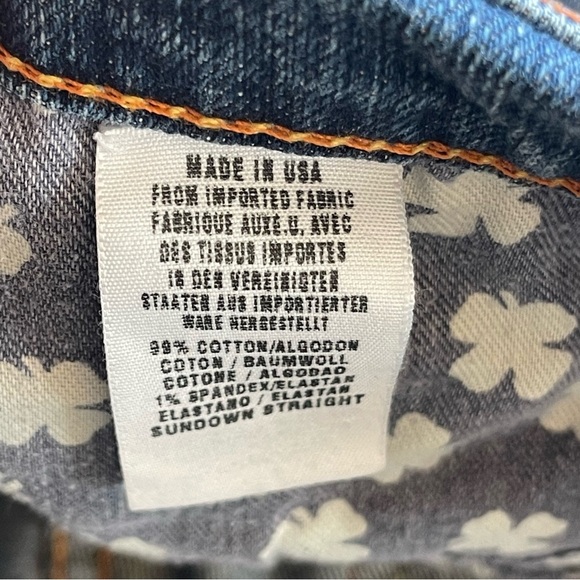 MADE IN USA
FROM IMPORTED FABRIC
FABRIQUE AUXE.U. AVEC
DES TISSUS IMPORTES
IN DEN VEREINIGTEN
STAATEN AUS IMPORTIERTER
WARE HERGESTELLT
99% COTTON/ALGODON
COTON / BAUMWOLL
COTONE / ALGODAO
1% SPANDEX/ELASTAN
ELASTANO / ELASTAN
SUNDOWN STRAIGHT